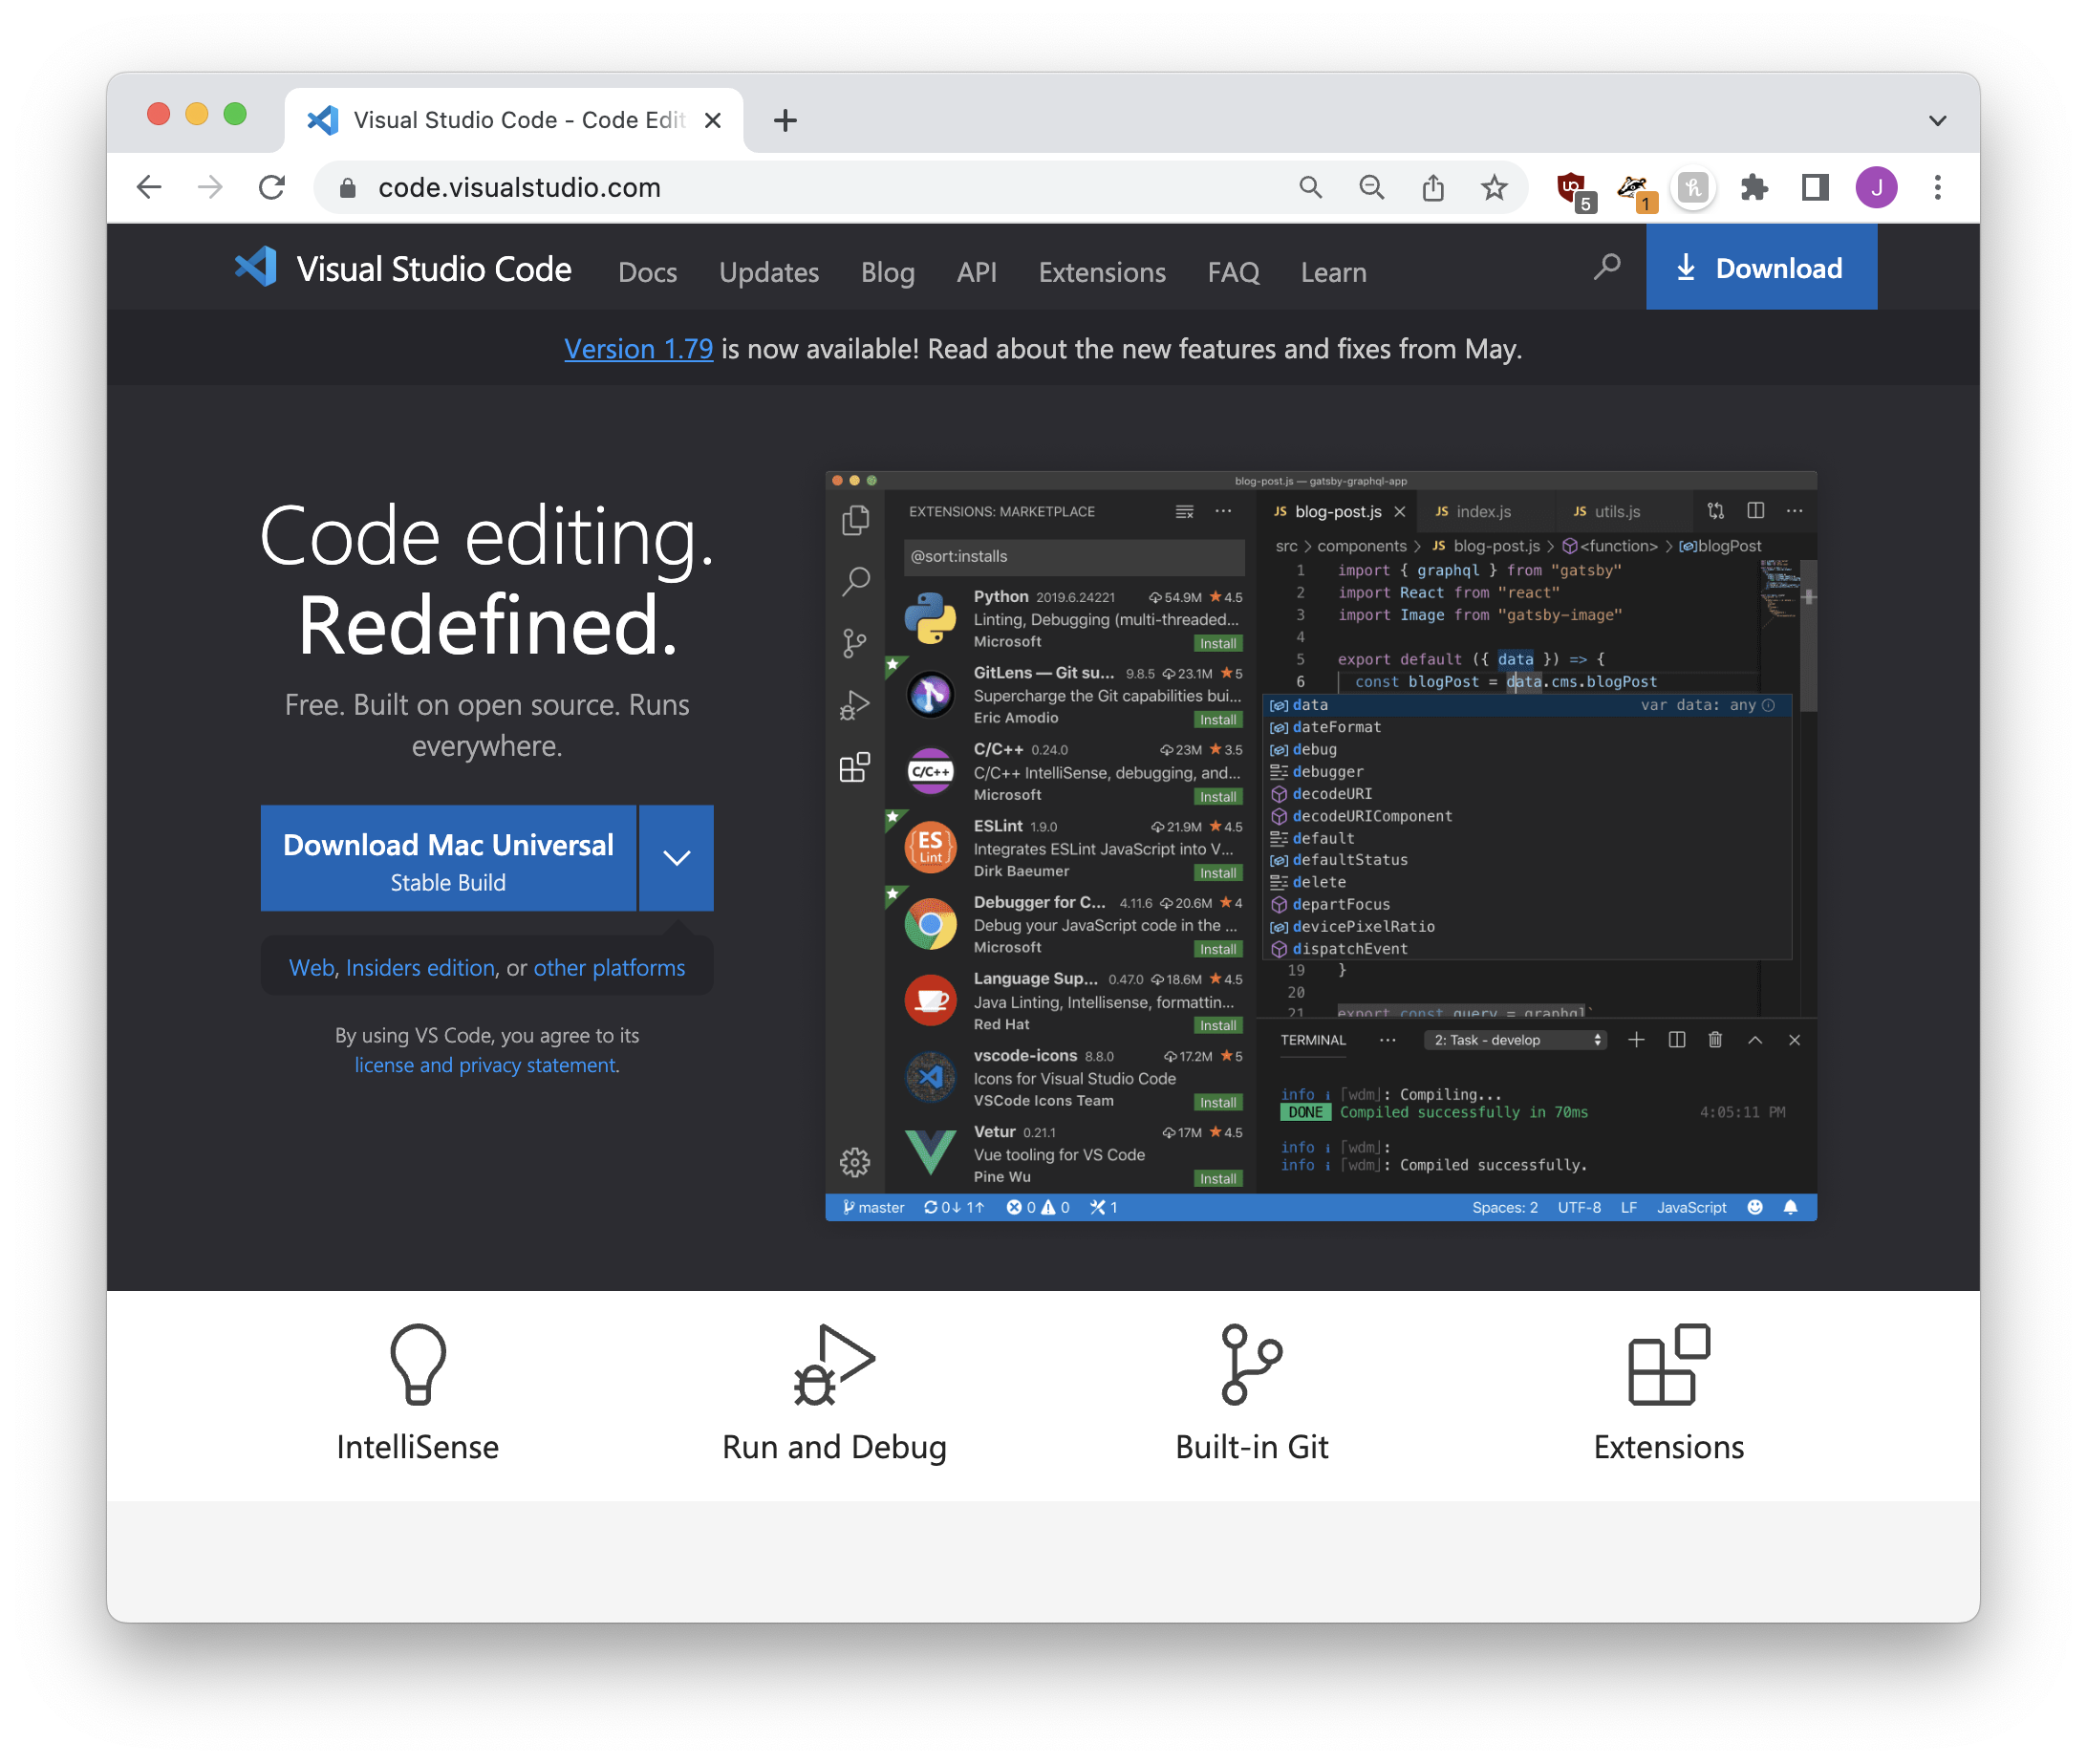 Visual Studio Code - Code Edit
code.visualstudio.com
5
1
J
Visual Studio Code
Docs
Updates
Blog
API
Extensions
FAQ
Learn
Download
Version 1.79 is now available! Read about the new features and fixes from May.
Code editing.
Redefined.
Free. Built on open source. Runs
everywhere.
Download Mac Universal
Stable Build
Web, Insiders edition, or other platforms
By using VS Code, you agree to its
license and privacy statement.
blog-post.js — gatsby-graphql-app
EXTENSIONS: MARKETPLACE
@sort:installs
Python 2019.6.24221 54.9M ★4.5
Linting, Debugging (multi-threaded...
Microsoft Install
GitLens — Git su... 9.8.5 23.1M ★5
Supercharge the Git capabilities bui...
Eric Amodio Install
C/C++
C/C++ 0.24.0 23M ★3.5
C/C++ IntelliSense, debugging, and...
Microsoft Install
ES
Lint
ESLint 1.9.0 21.9M ★4.5
Integrates ESLint JavaScript into V...
Dirk Baeumer Install
Debugger for C... 4.11.6 20.6M ★4
Debug your JavaScript code in the ...
Microsoft Install
Language Sup... 0.47.0 18.6M ★4.5
Java Linting, Intellisense, formattin...
Red Hat Install
vscode-icons 8.8.0 17.2M ★5
Icons for Visual Studio Code
VSCode Icons Team Install
Vetur 0.21.1 17M ★4.5
Vue tooling for VS Code
Pine Wu Install
JS blog-post.js
JS index.js
JS utils.js
src > components > JS blog-post.js > <function> > blogPost
1 import { graphql } from "gatsby"
2 import React from "react"
3 import Image from "gatsby-image"
4
5 export default ({ data }) => {
6 const blogPost = data.cms.blogPost
data var data: any
dateFormat
debug
debugger
decodeURI
decodeURIComponent
default
defaultStatus
delete
departFocus
devicePixelRatio
dispatchEvent
19 }
20
21 export const query = graphql`
TERMINAL
2: Task - develop
info i ｢wdm｣: Compiling...
DONE Compiled successfully in 70ms 4:05:11 PM
info i ｢wdm｣:
info i ｢wdm｣: Compiled successfully.
master 0↓ 1↑ 0 0 1
Spaces: 2 UTF-8 LF JavaScript
IntelliSense
Run and Debug
Built-in Git
Extensions